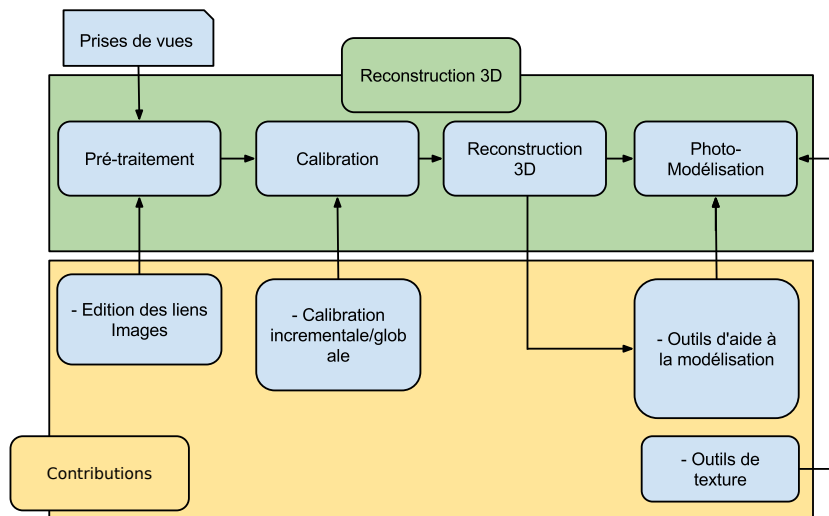 Prises de vues
Reconstruction 3D
Pré-traitement
Calibration
Reconstruction
3D
Photo-
Modélisation
- Edition des liens
Images
- Calibration
incrementale/glob
ale
- Outils d'aide à
la modélisation
Contributions
- Outils de
texture